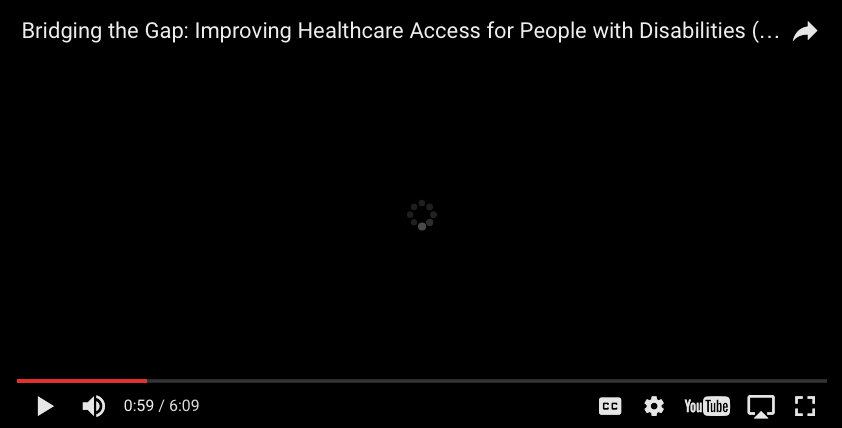 Bridging the Gap: Improving Healthcare Access for People with Disabilities (...
0:59 / 6:09
CC
YouTube